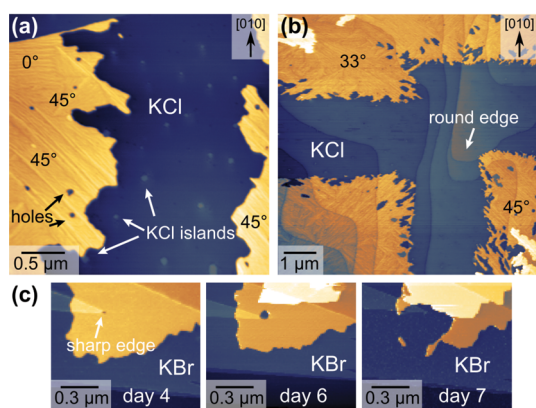 (a)
[010]
0°
45°
KCl
45°
holes
KCl islands
45°
0.5 µm
(b)
[010]
33°
round edge
KCl
45°
1 µm
(c)
sharp edge
KBr
0.3 µm
day 4
KBr
0.3 µm
day 6
KBr
0.3 µm
day 7